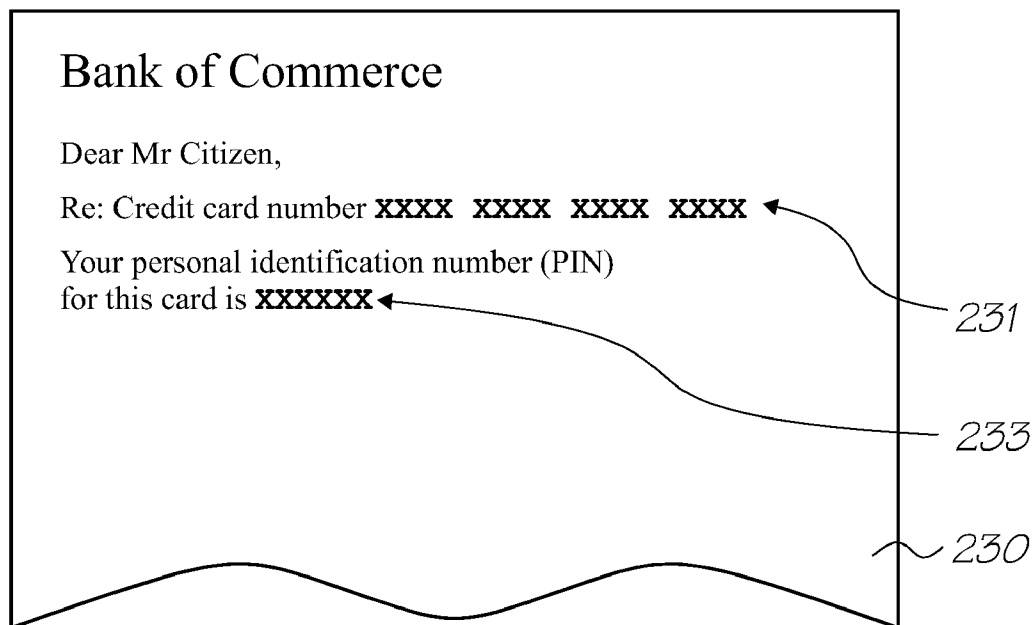 Bank of Commerce
Dear Mr Citizen,
Re: Credit card number XXXX XXXX XXXX XXXX
Your personal identification number (PIN)
for this card is XXXXXX
231
233
230